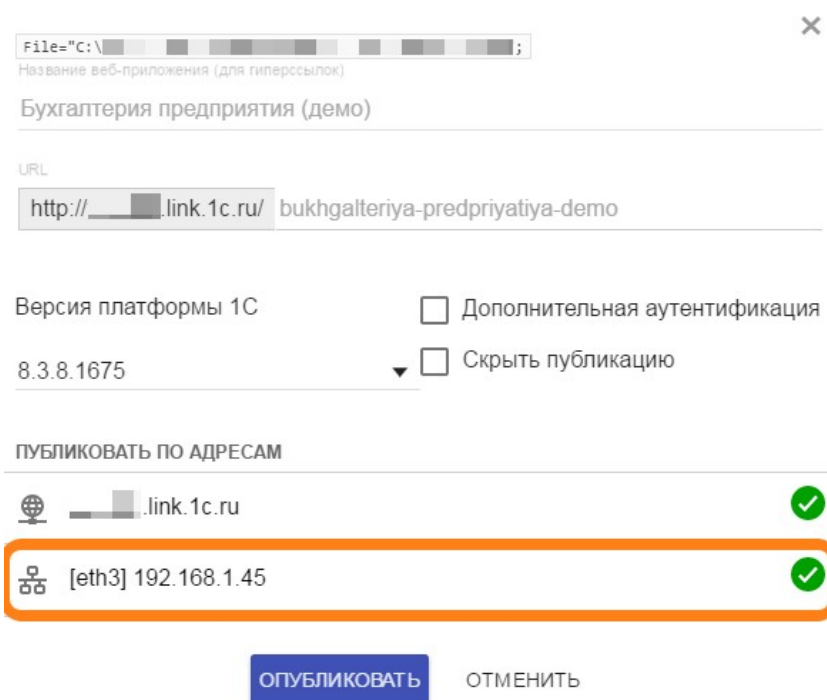 File="C:\ ;
Название веб-приложения (для гиперссылок)
Бухгалтерия предприятия (демо)
URL
http:// .link.1c.ru/ bukhgalteriya-predpriyatiya-demo
Версия платформы 1С
Дополнительная аутентификация
8.3.8.1675
Скрыть публикацию
ПУБЛИКОВАТЬ ПО АДРЕСАМ
.link.1c.ru
[eth3] 192.168.1.45
ОПУБЛИКОВАТЬ ОТМЕНИТЬ